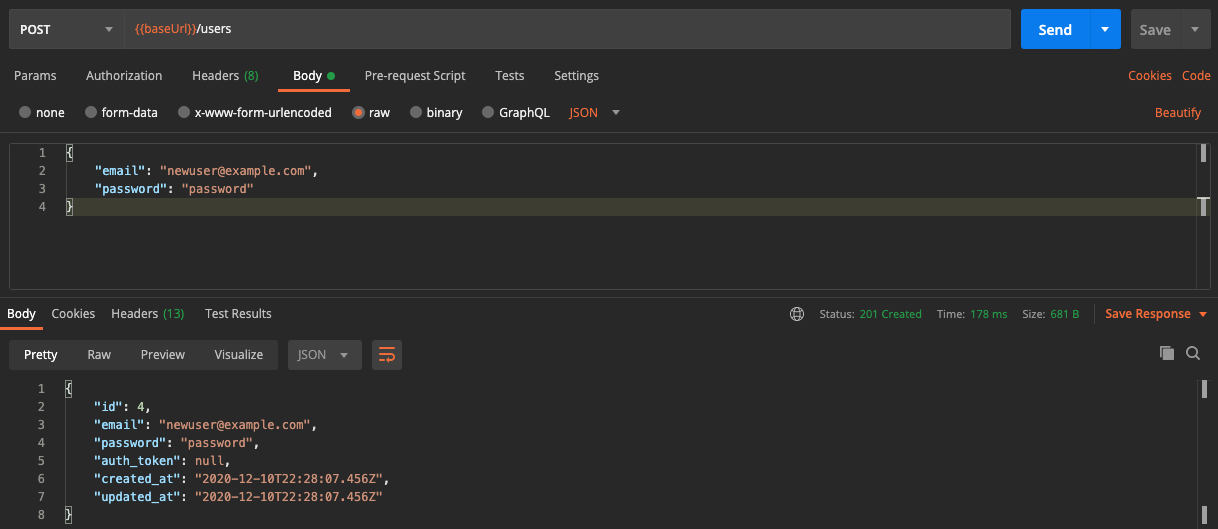 POST {{baseUrl}}/users Send Save
Params Authorization Headers (8) Body Pre-request Script Tests Settings Cookies Code
none form-data x-www-form-urlencoded raw binary GraphQL JSON Beautify
1 {
2 "email": "newuser@example.com",
3 "password": "password"
4 }
Body Cookies Headers (13) Test Results Status: 201 Created Time: 178 ms Size: 681 B Save Response
Pretty Raw Preview Visualize JSON
1 {
2 "id": 4,
3 "email": "newuser@example.com",
4 "password": "password",
5 "auth_token": null,
6 "created_at": "2020-12-10T22:28:07.456Z",
7 "updated_at": "2020-12-10T22:28:07.456Z"
8 }